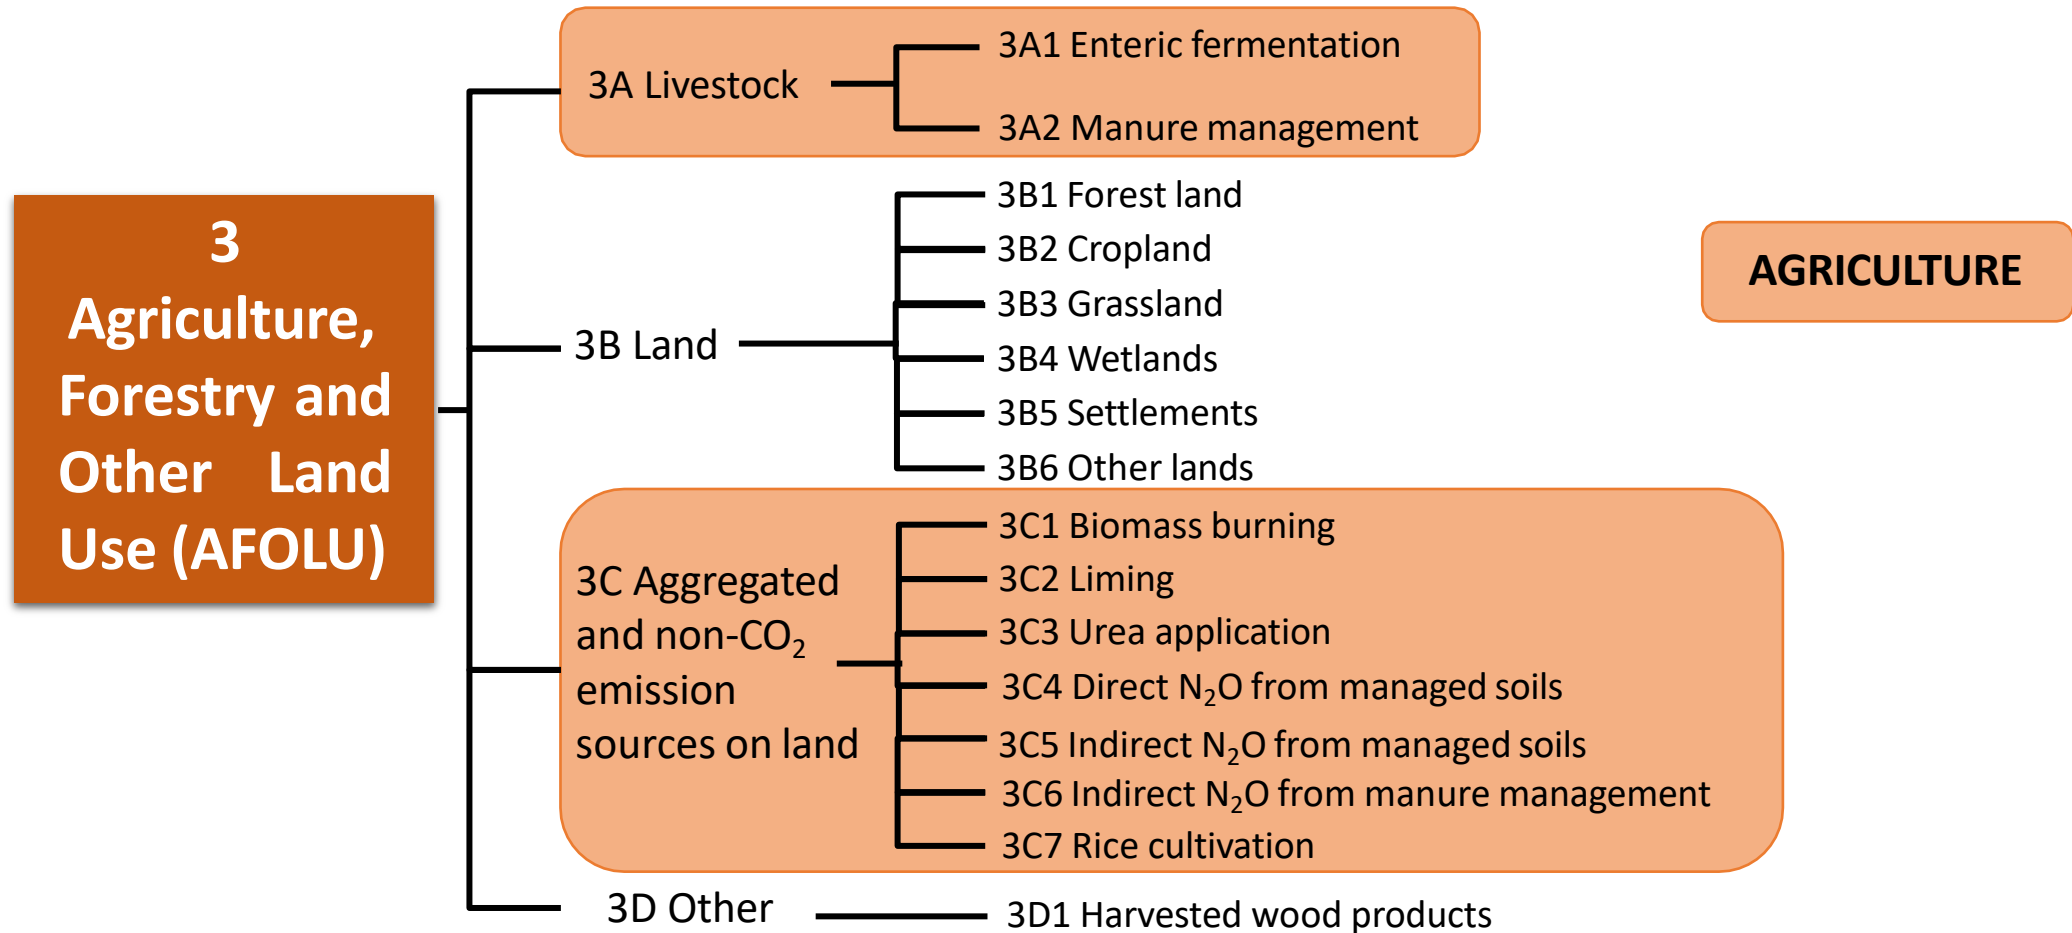 3
Agriculture,
Forestry and
Other Land
Use (AFOLU)
3A Livestock
3A1 Enteric fermentation
3A2 Manure management
3B Land
3B1 Forest land
3B2 Cropland
3B3 Grassland
3B4 Wetlands
3B5 Settlements
3B6 Other lands
3C Aggregated
and non-CO₂
emission
sources on land
3C1 Biomass burning
3C2 Liming
3C3 Urea application
3C4 Direct N₂O from managed soils
3C5 Indirect N₂O from managed soils
3C6 Indirect N₂O from manure management
3C7 Rice cultivation
3D Other
3D1 Harvested wood products
AGRICULTURE